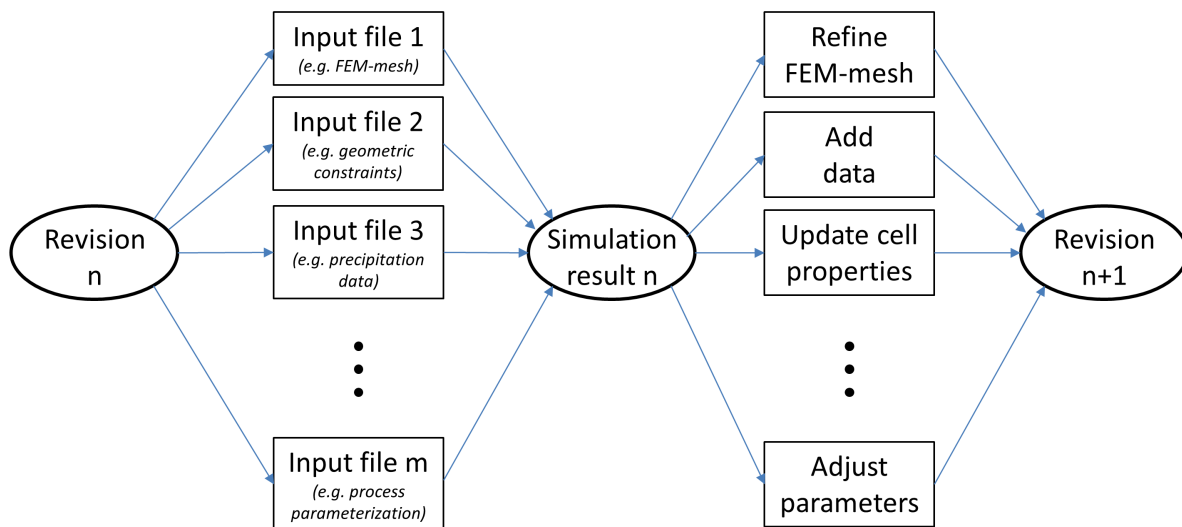 Revision
n
Input file 1
(e.g. FEM-mesh)
Input file 2
(e.g. geometric
constraints)
Input file 3
(e.g. precipitation
data)
Input file m
(e.g. process
parameterization)
Simulation
result n
Refine
FEM-mesh
Add
data
Update cell
properties
Adjust
parameters
Revision
n+1